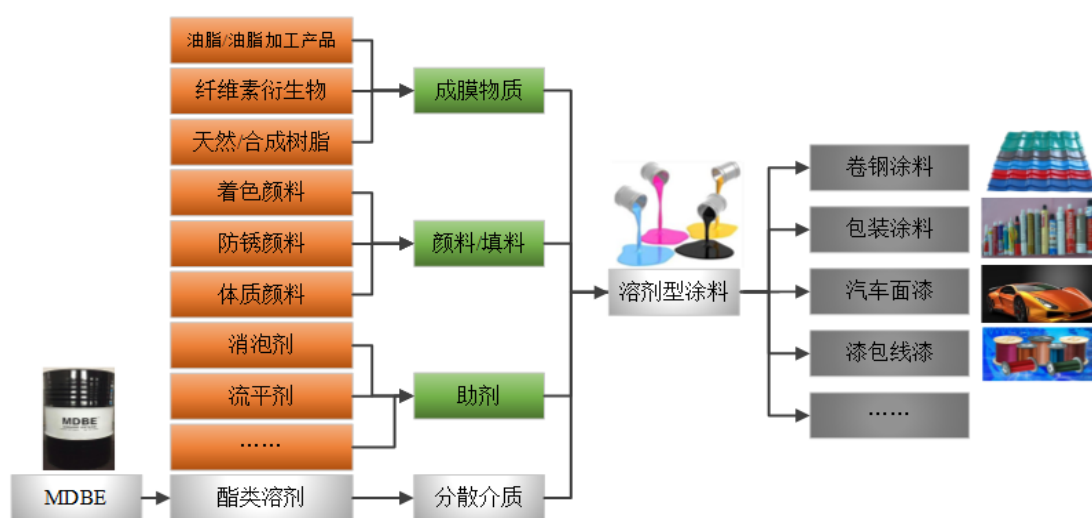 油脂/油脂加工产品
纤维素衍生物
天然/合成树脂
着色颜料
防锈颜料
体质颜料
消泡剂
流平剂
……
MDBE
MDBE
酯类溶剂
成膜物质
颜料/填料
助剂
分散介质
溶剂型涂料
卷钢涂料
包装涂料
汽车面漆
漆包线漆
……